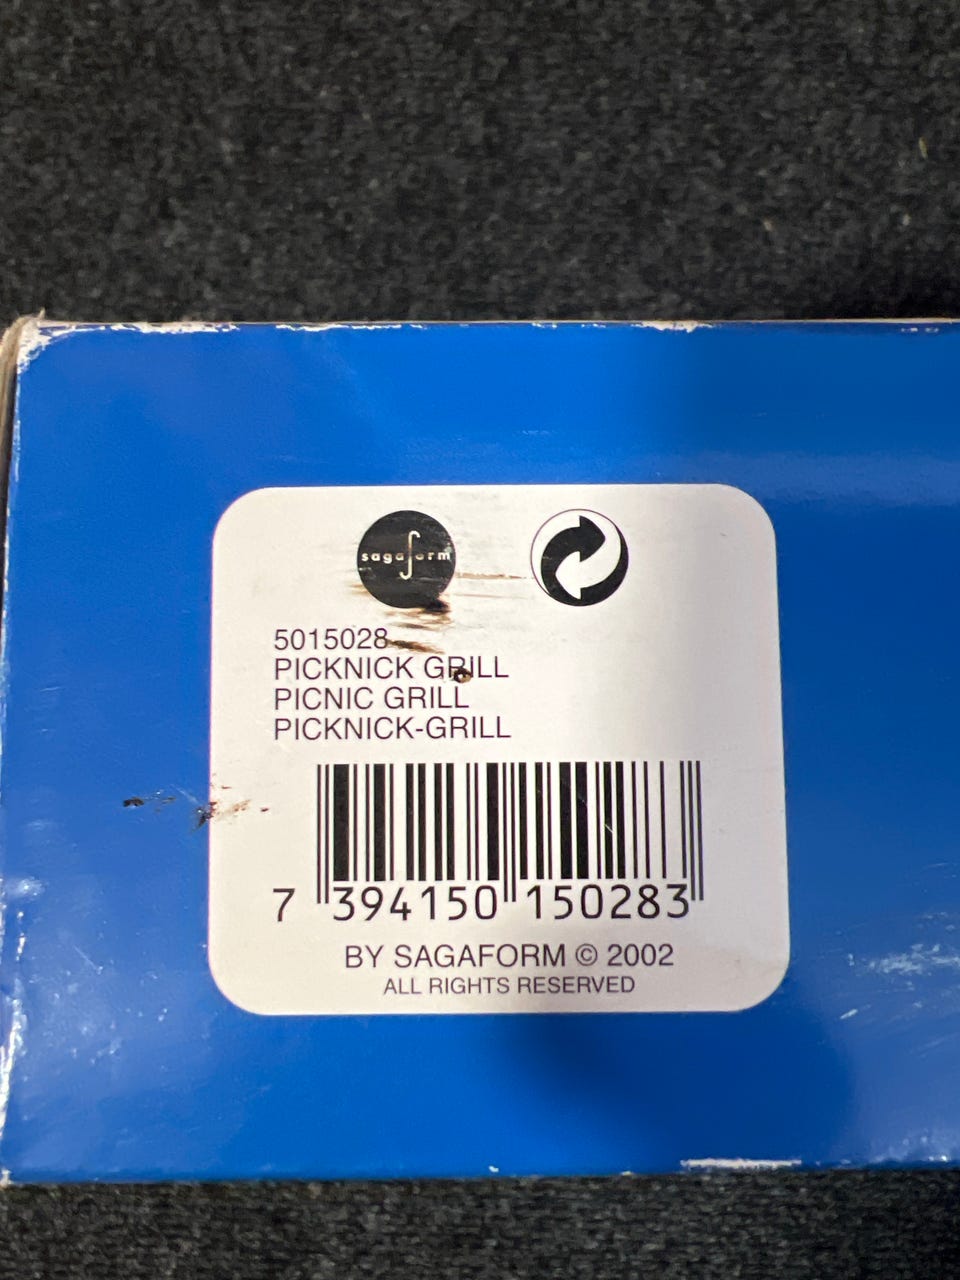 sagaform
5015028
PICKNICK GRILL
PICNIC GRILL
PICKNICK-GRILL
7 394150 150283
BY SAGAFORM © 2002
ALL RIGHTS RESERVED